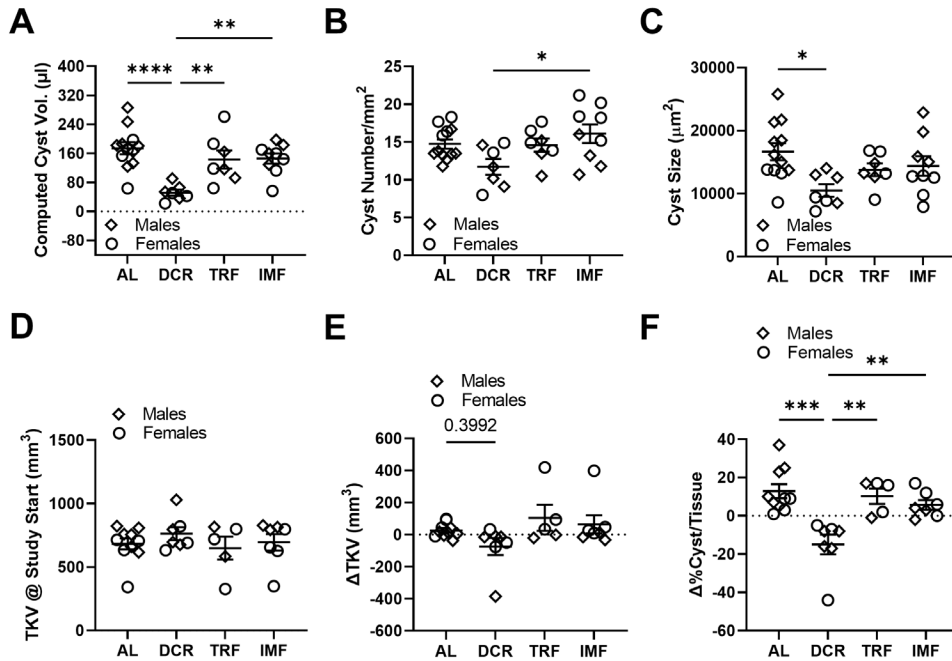 A
**
**** **
Computed Cyst Vol. (µl)
400
320
240
160
80
0
-80
Males
Females
AL DCR TRF IMF
B
*
Cyst Number/mm²
25
20
15
10
5
0
Males
Females
AL DCR TRF IMF
C
*
Cyst Size (µm²)
30000
20000
10000
0
Males
Females
AL DCR TRF IMF
D
Males
Females
TKV @ Study Start (mm³)
1500
1000
500
0
AL DCR TRF IMF
E
Males
Females
0.3992
ΔTKV (mm³)
600
400
200
0
-200
-400
-600
AL DCR TRF IMF
F
Males
Females
**
*** **
Δ%Cyst/Tissue
40
20
0
-20
-40
-60
AL DCR TRF IMF